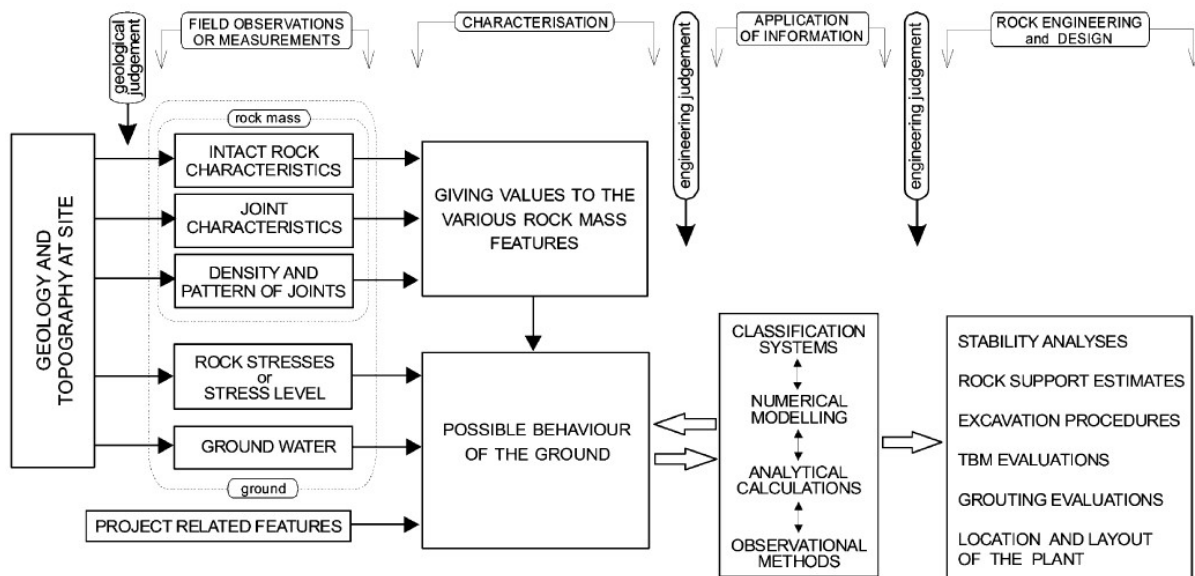 geological
judgement
FIELD OBSERVATIONS
OR MEASUREMENTS
CHARACTERISATION
engineering judgement
APPLICATION
OF INFORMATION
engineering judgement
ROCK ENGINEERING
and DESIGN
GEOLOGY AND
TOPOGRAPHY AT SITE
rock mass
INTACT ROCK
CHARACTERISTICS
JOINT
CHARACTERISTICS
DENSITY AND
PATTERN OF JOINTS
ROCK STRESSES
or
STRESS LEVEL
GROUND WATER
ground
PROJECT RELATED FEATURES
GIVING VALUES TO THE
VARIOUS ROCK MASS
FEATURES
POSSIBLE BEHAVIOUR
OF THE GROUND
CLASSIFICATION
SYSTEMS
NUMERICAL
MODELLING
ANALYTICAL
CALCULATIONS
OBSERVATIONAL
METHODS
STABILITY ANALYSES
ROCK SUPPORT ESTIMATES
EXCAVATION PROCEDURES
TBM EVALUATIONS
GROUTING EVALUATIONS
LOCATION AND LAYOUT
OF THE PLANT